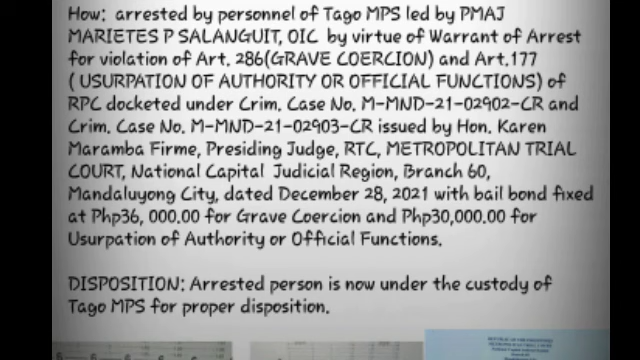 How: arrested by personnel of Tago MPS led by PMAJ
MARIETES P SALANGUIT, OIC by virtue of Warrant of Arrest
for violation of Art. 286(GRAVE COERCION) and Art.177
( USURPATION OF AUTHORITY OR OFFICIAL FUNCTIONS) of
RPC docketed under Crim. Case No. M-MND-21-02902-CR and
Crim. Case No. M-MND-21-02903-CR issued by Hon. Karen
Maramba Firme, Presiding Judge, RTC, METROPOLITAN TRIAL
COURT, National Capital Judicial Region, Branch 60,
Mandaluyong City, dated December 28, 2021 with bail bond fixed
at Php36, 000.00 for Grave Coercion and Php30,000.00 for
Usurpation of Authority or Official Functions.
DISPOSITION: Arrested person is now under the custody of
Tago MPS for proper disposition.